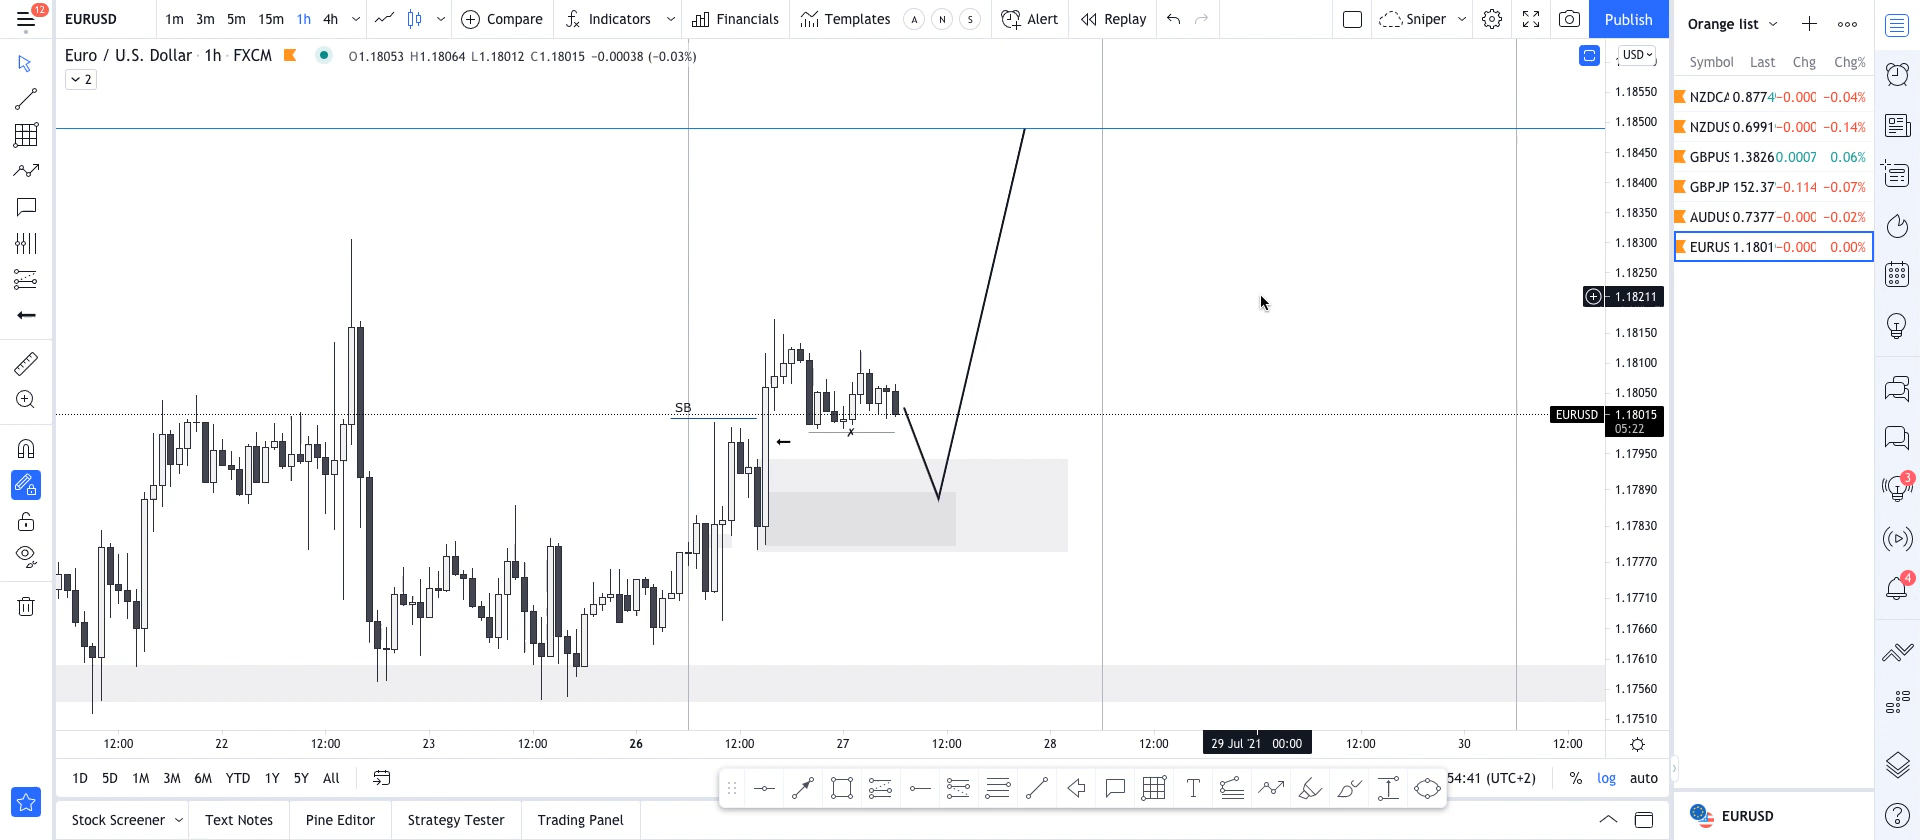 12
EURUSD 1m 3m 5m 15m 1h 4h Compare Indicators Financials Templates A N S Alert Replay Sniper Publish
Euro / U.S. Dollar · 1h · FXCM O1.18053 H1.18064 L1.18012 C1.18015 −0.00038 (−0.03%)
2
USD
1.18550
1.18500
1.18450
1.18400
1.18350
1.18300
1.18250
1.18211
1.18150
1.18100
1.18050
EURUSD 1.18015
05:22
1.17950
1.17890
1.17830
1.17770
1.17710
1.17660
1.17610
1.17560
1.17510
SB
x
12:00 22 12:00 23 12:00 26 12:00 27 12:00 28 12:00 29 Jul '21 00:00 12:00 30 12:00
1D 5D 1M 3M 6M YTD 1Y 5Y All
54:41 (UTC+2) % log auto
T
Stock Screener Text Notes Pine Editor Strategy Tester Trading Panel
Orange list
Symbol Last Chg Chg%
NZDCA 0.8774 −0.000 −0.04%
NZDUS 0.6991 −0.000 −0.14%
GBPUS 1.3826 0.0007 0.06%
GBPJP 152.37 −0.114 −0.07%
AUDUS 0.7377 −0.000 −0.02%
EURUS 1.1801 −0.000 0.00%
EURUSD
3
4